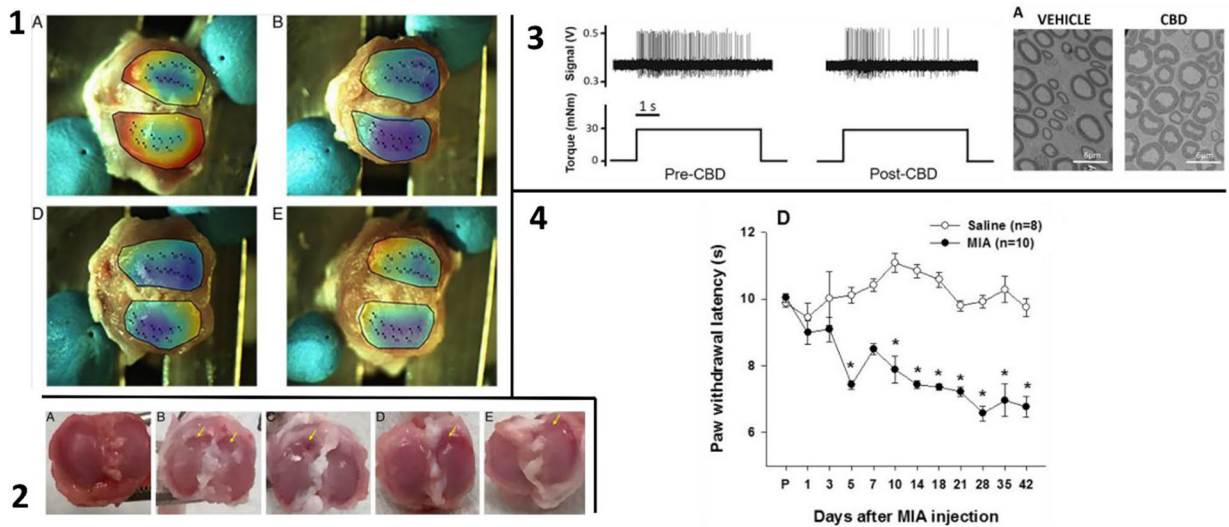 1
A
B
D
E
2
A
B
C
D
E
3
Signal (V)
0.5
0.3
Torque (mNm)
30
0
1 s
Pre-CBD
Post-CBD
A
VEHICLE
CBD
6µm
6µm
4
D
Saline (n=8)
MIA (n=10)
Paw withdrawal latency (s)
12
10
8
6
* * * * * * * *
P 1 3 5 7 10 14 18 21 28 35 42
Days after MIA injection